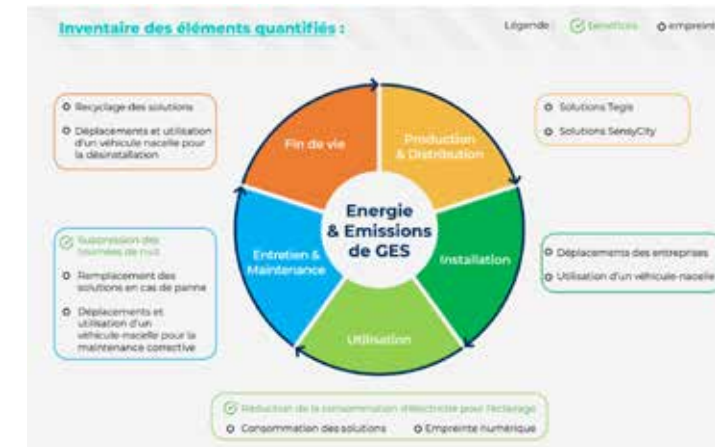 Inventaire des éléments quantifiés :
Légende : bénéfices empreint
Recyclage des solutions
Déplacements et utilisation
d'un véhicule nacelle pour
la désinstallation
Fin de vie
Production
& Distribution
Solutions Tegis
Solutions SensyCity
Energie
& Emissions
de GES
Suppression des
tournées de nuit
Remplacement des
solutions en cas de panne
Déplacements et
utilisation d'un
véhicule-nacelle pour la
maintenance corrective
Entretien &
Maintenance
Installation
Déplacements des entreprises
Utilisation d'un véhicule-nacelle
Utilisation
Réduction de la consommation d'électricité pour l'éclairage
Consommation des solutions Empreinte numérique